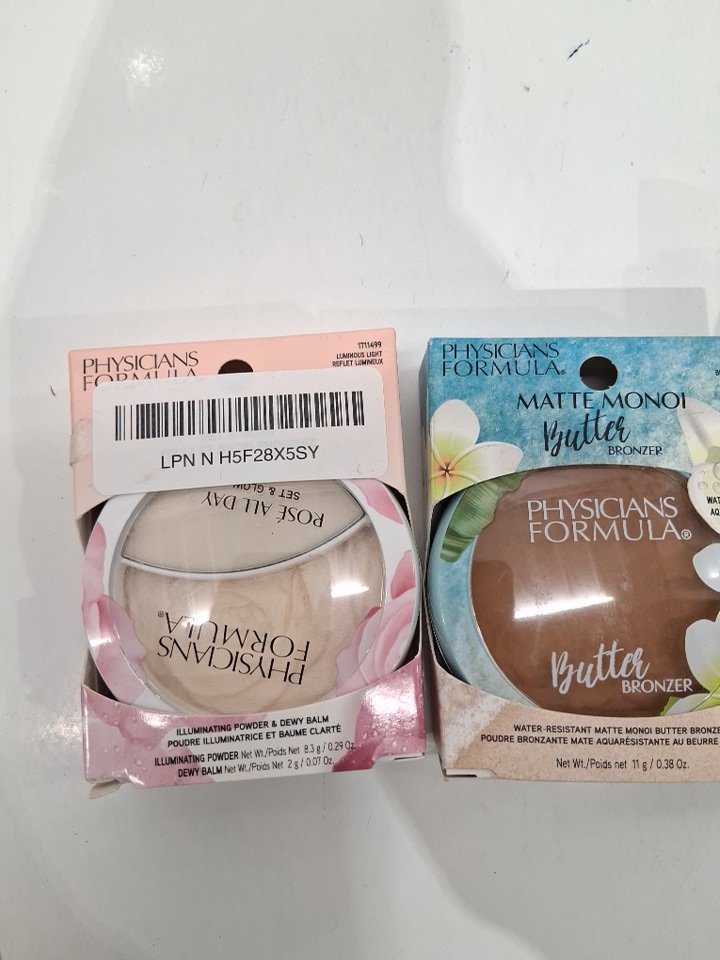 PHYSICIANS
FORMULA
1711499
LUMINOUS LIGHT
REFLET LUMINEUX
LPN N H5F28X5SY
SET & GLOW
ROSÉ ALL DAY
PHYSICIANS
FORMULA®
ILLUMINATING POWDER & DEWY BALM
POUDRE ILLUMINATRICE ET BAUME CLARTÉ
ILLUMINATING POWDER Net Wt./Poids Net 8.3 g / 0.29 Oz.
DEWY BALM Net Wt./Poids Net 2 g / 0.07 Oz.
PHYSICIANS
FORMULA®
MATTE MONOI
Butter
BRONZER
PHYSICIANS
FORMULA®
Butter
BRONZER
WATER-RESISTANT MATTE MONOI BUTTER BRONZE
POUDRE BRONZANTE MATE AQUARÉSISTANTE AU BEURRE
Net Wt./Poids net 11 g / 0.38 Oz.